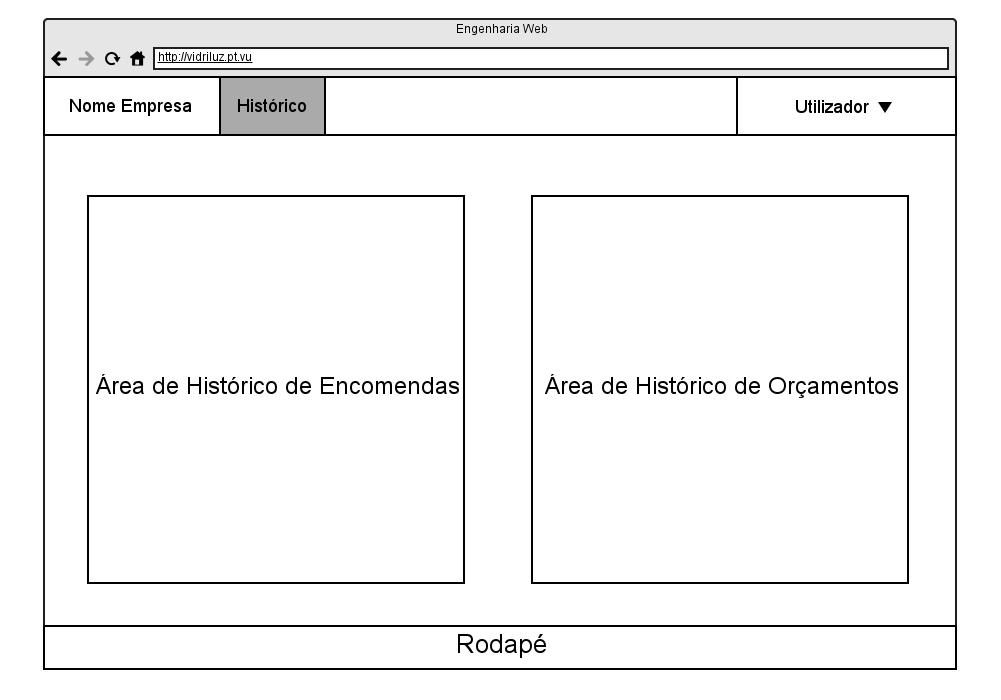 Engenharia Web
http://vidriluz.pt.vu
Nome Empresa
Histórico
Utilizador
Área de Histórico de Encomendas
Área de Histórico de Orçamentos
Rodapé